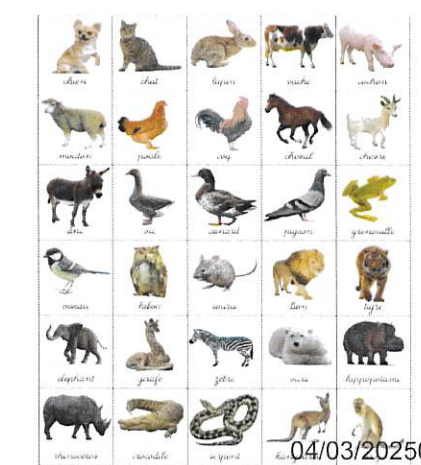 chien chat lapin vache cochon
mouton poule coq cheval chèvre
âne oie canard pigeon grenouille
oiseau hibou souris lion tigre
éléphant girafe zèbre ours hippopotame
rhinocéros crocodile serpent
04/03/20250